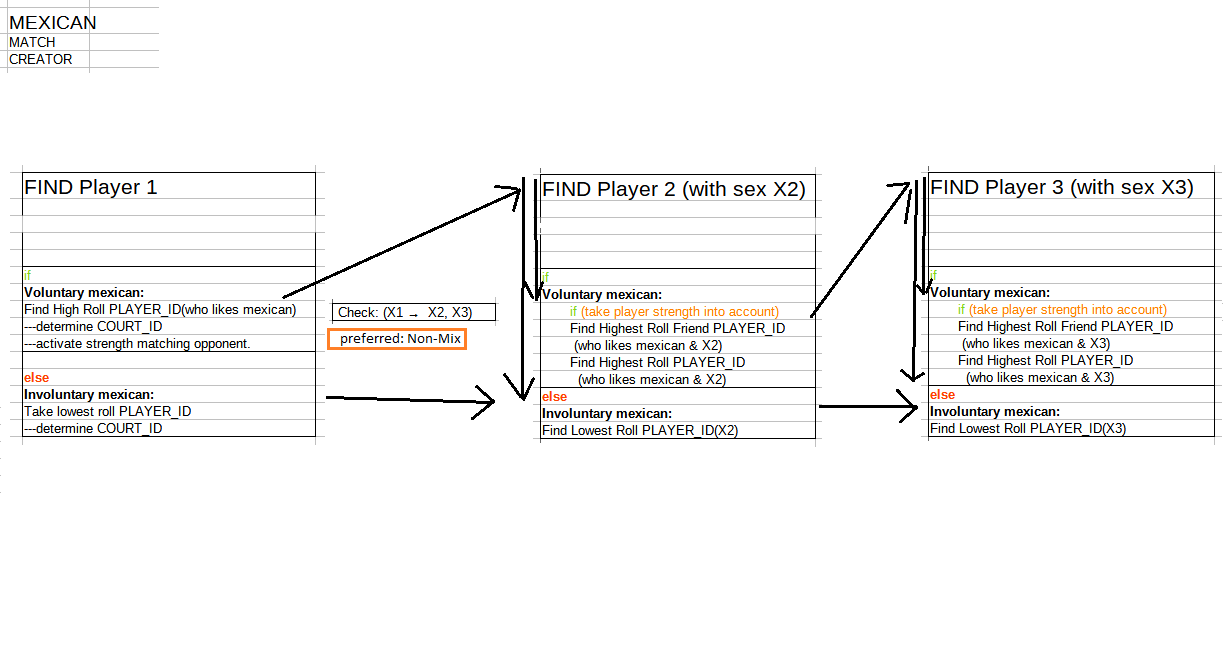 MEXICAN
MATCH
CREATOR
FIND Player 1
if
Voluntary mexican:
Find High Roll PLAYER_ID(who likes mexican)
---determine COURT_ID
---activate strength matching opponent.
else
Involuntary mexican:
Take lowest roll PLAYER_ID
---determine COURT_ID
Check: (X1 → X2, X3)
preferred: Non-Mix
FIND Player 2 (with sex X2)
if
Voluntary mexican:
if (take player strength into account)
Find Highest Roll Friend PLAYER_ID
(who likes mexican & X2)
Find Highest Roll PLAYER_ID
(who likes mexican & X2)
else
Involuntary mexican:
Find Lowest Roll PLAYER_ID(X2)
FIND Player 3 (with sex X3)
if
Voluntary mexican:
if (take player strength into account)
Find Highest Roll Friend PLAYER_ID
(who likes mexican & X3)
Find Highest Roll PLAYER_ID
(who likes mexican & X3)
else
Involuntary mexican:
Find Lowest Roll PLAYER_ID(X3)